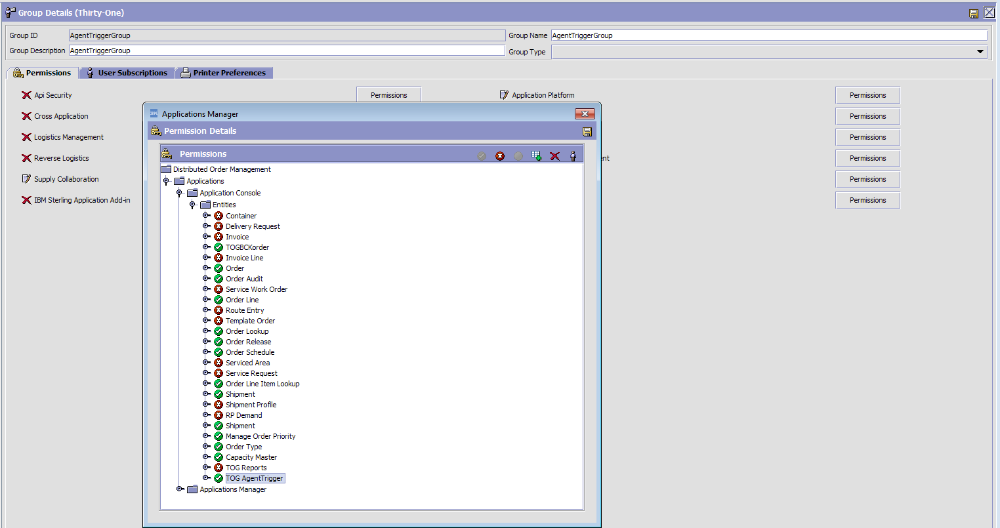 Group Details (Thirty-One)
Group ID AgentTriggerGroup Group Name AgentTriggerGroup
Group Description AgentTriggerGroup Group Type
Permissions User Subscriptions Printer Preferences
Api Security Permissions Application Platform Permissions
Applications Manager
Cross Application Permissions
Permission Details
Logistics Management Permissions
Permissions
Reverse Logistics ent Permissions
Distributed Order Management
Supply Collaboration Permissions
Applications
Application Console
IBM Sterling Application Add-in Permissions
Entities
Container
Delivery Request
Invoice
TOGBCKorder
Invoice Line
Order
Order Audit
Service Work Order
Order Line
Route Entry
Template Order
Order Lookup
Order Release
Order Schedule
Serviced Area
Service Request
Order Line Item Lookup
Shipment
Shipment Profile
RP Demand
Shipment
Manage Order Priority
Order Type
Capacity Master
TOG Reports
TOG AgentTrigger
Applications Manager